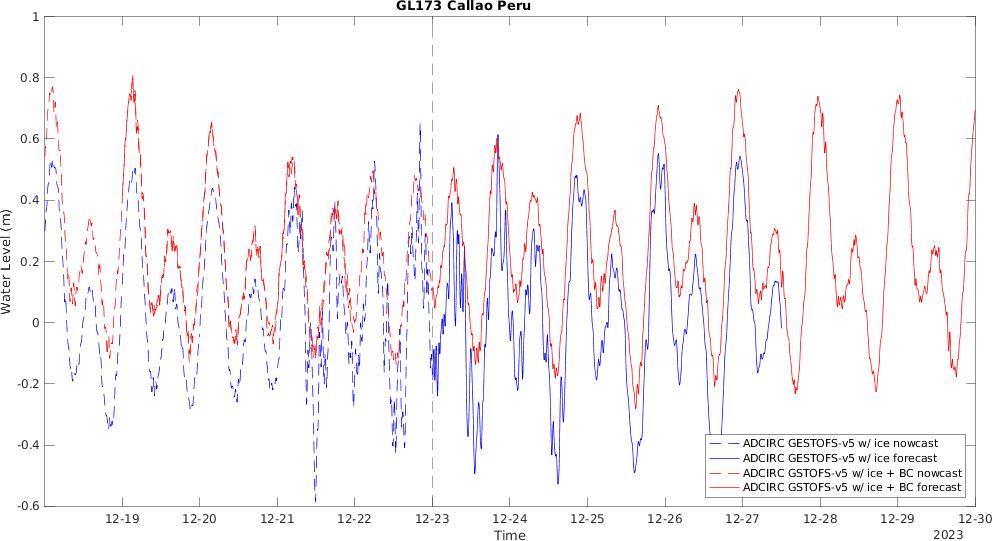 GL173 Callao Peru
Water Level (m)
1
0.8
0.6
0.4
0.2
0
-0.2
-0.4
-0.6
ADCIRC GESTOFS-v5 w/ ice nowcast
ADCIRC GESTOFS-v5 w/ ice forecast
ADCIRC GSTOFS-v5 w/ ice + BC nowcast
ADCIRC GSTOFS-v5 w/ ice + BC forecast
12-19 12-20 12-21 12-22 12-23 12-24 12-25 12-26 12-27 12-28 12-29 12-30
Time
2023